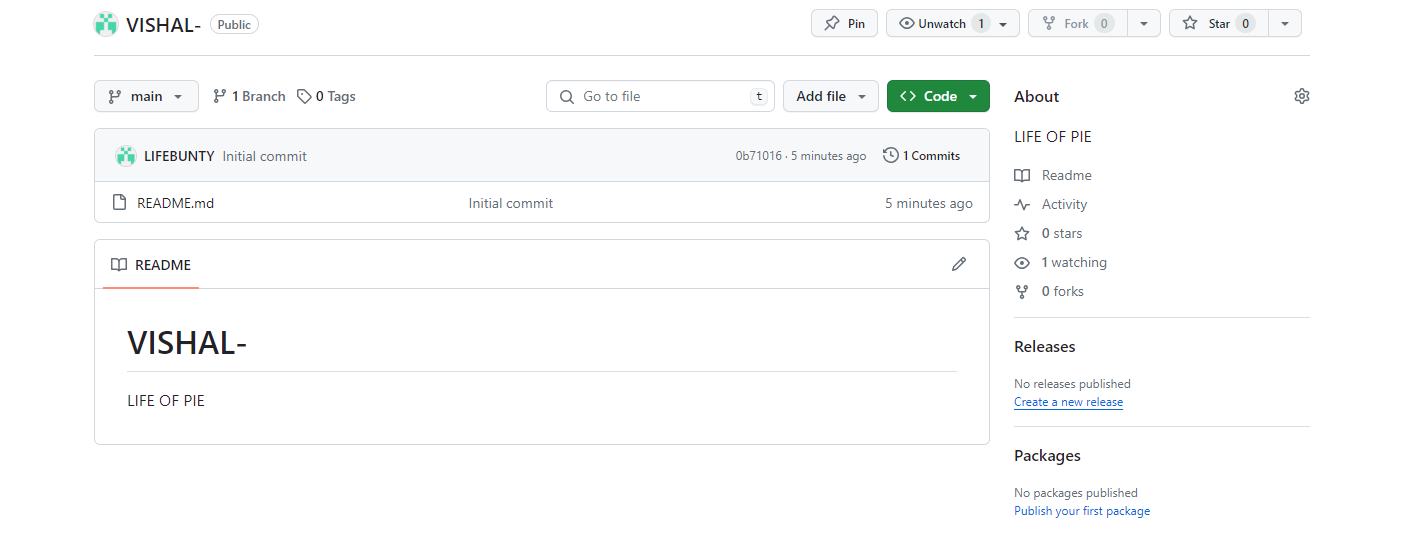 VISHAL- Public Pin Unwatch 1 Fork 0 Star 0
main 1 Branch 0 Tags Go to file t Add file Code
LIFEBUNTY Initial commit 0b71016 · 5 minutes ago 1 Commits
README.md Initial commit 5 minutes ago
README
VISHAL-
LIFE OF PIE
About
LIFE OF PIE
Readme
Activity
0 stars
1 watching
0 forks
Releases
No releases published
Create a new release
Packages
No packages published
Publish your first package